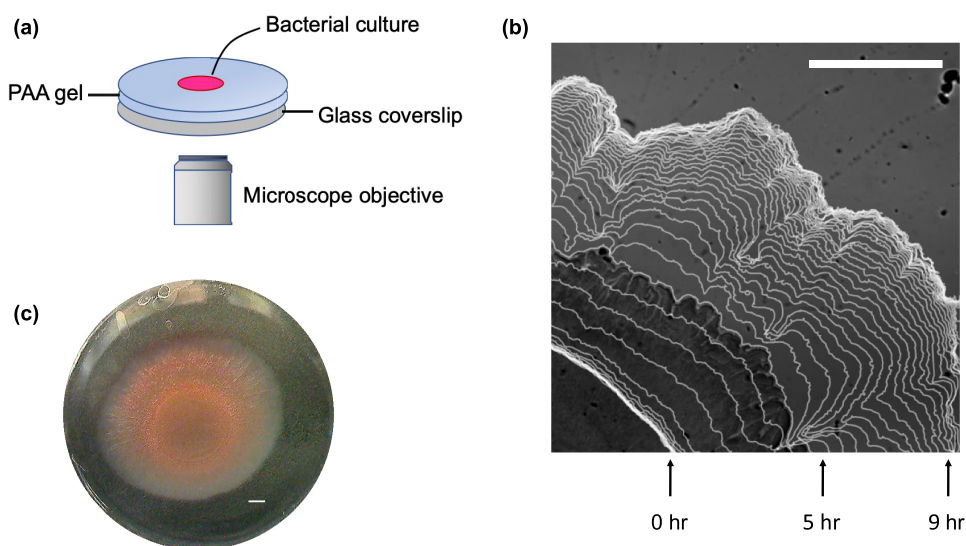 (a)
Bacterial culture
PAA gel
Glass coverslip
Microscope objective
(b)
0 hr
5 hr
9 hr
(c)